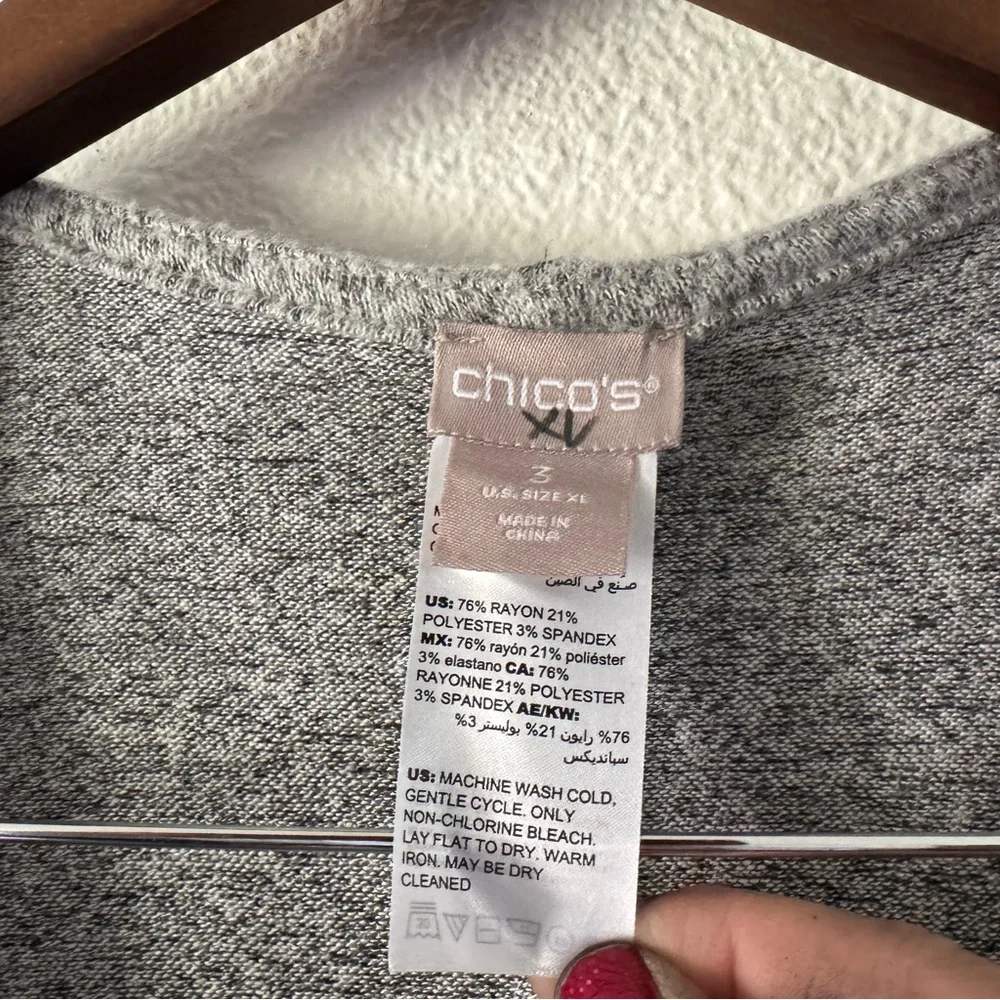 chico's®
XL
3
U.S. SIZE XL
MADE IN
CHINA
صنع في الصين
US: 76% RAYON 21%
POLYESTER 3% SPANDEX
MX: 76% rayón 21% poliéster
3% elastano CA: 76%
RAYONNE 21% POLYESTER
3% SPANDEX AE/KW:
76% رايون 21% بوليستر 3%
سبانديكس
US: MACHINE WASH COLD,
GENTLE CYCLE. ONLY
NON-CHLORINE BLEACH.
LAY FLAT TO DRY. WARM
IRON. MAY BE DRY
CLEANED